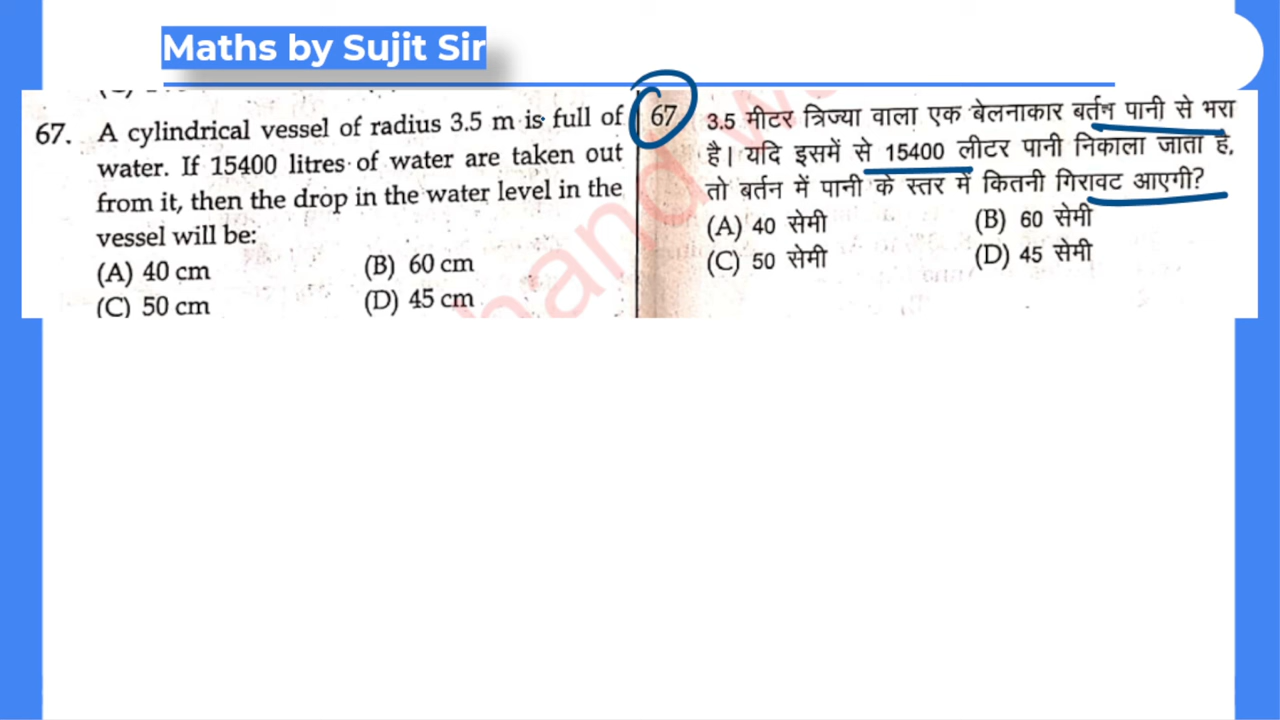 Maths by Sujit Sir
67. A cylindrical vessel of radius 3.5 m is full of
water. If 15400 litres of water are taken out
from it, then the drop in the water level in the
vessel will be:
(A) 40 cm (B) 60 cm
(C) 50 cm (D) 45 cm
67 3.5 मीटर त्रिज्या वाला एक बेलनाकार बर्तन पानी से भरा
है। यदि इसमें से 15400 लीटर पानी निकाला जाता है,
तो बर्तन में पानी के स्तर में कितनी गिरावट आएगी?
(A) 40 सेमी (B) 60 सेमी
(C) 50 सेमी (D) 45 सेमी